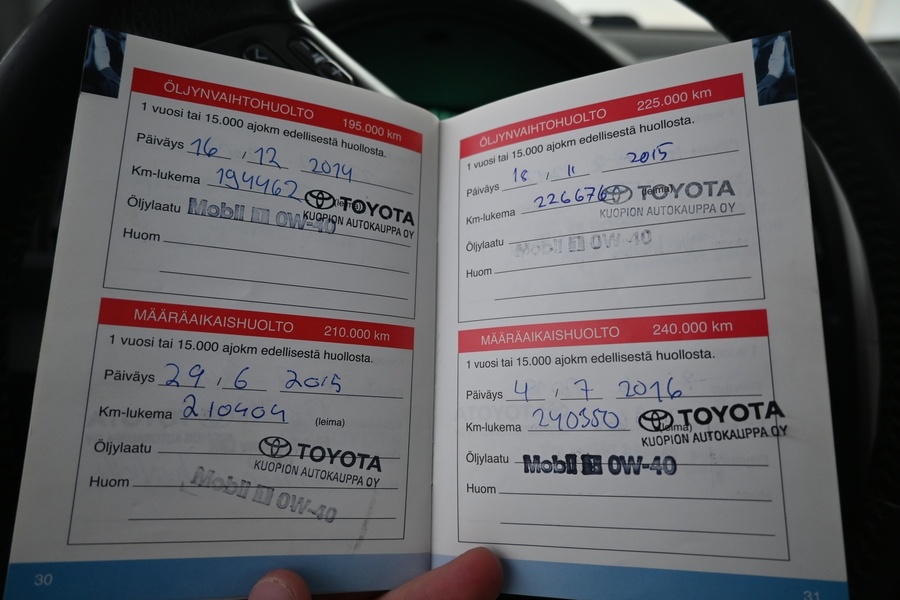 ÖLJYNVAIHTOHUOLTO 195.000 km
1 vuosi tai 15.000 ajokm edellisestä huollosta.
Päiväys 16 . 12 2014
Km-lukema 194462 (leima)
TOYOTA
KUOPION AUTOKAUPPA OY
Öljylaatu Mobil 1 0W-40
Huom
MÄÄRÄAIKAISHUOLTO 210.000 km
1 vuosi tai 15.000 ajokm edellisestä huollosta.
Päiväys 29 . 6 2015
Km-lukema 210404 (leima)
Öljylaatu
TOYOTA
KUOPION AUTOKAUPPA OY
Huom
Mobil 1 0W-40
30
ÖLJYNVAIHTOHUOLTO 225.000 km
1 vuosi tai 15.000 ajokm edellisestä huollosta.
Päiväys 18 . 11 2015
Km-lukema 226676 (leima)
TOYOTA
KUOPION AUTOKAUPPA OY
Öljylaatu Mobil 1 0W-40
Huom
MÄÄRÄAIKAISHUOLTO 240.000 km
1 vuosi tai 15.000 ajokm edellisestä huollosta.
Päiväys 4 . 7 2016
Km-lukema 240550 (leima)
TOYOTA
KUOPION AUTOKAUPPA OY
Öljylaatu Mobil 1 0W-40
Huom
31